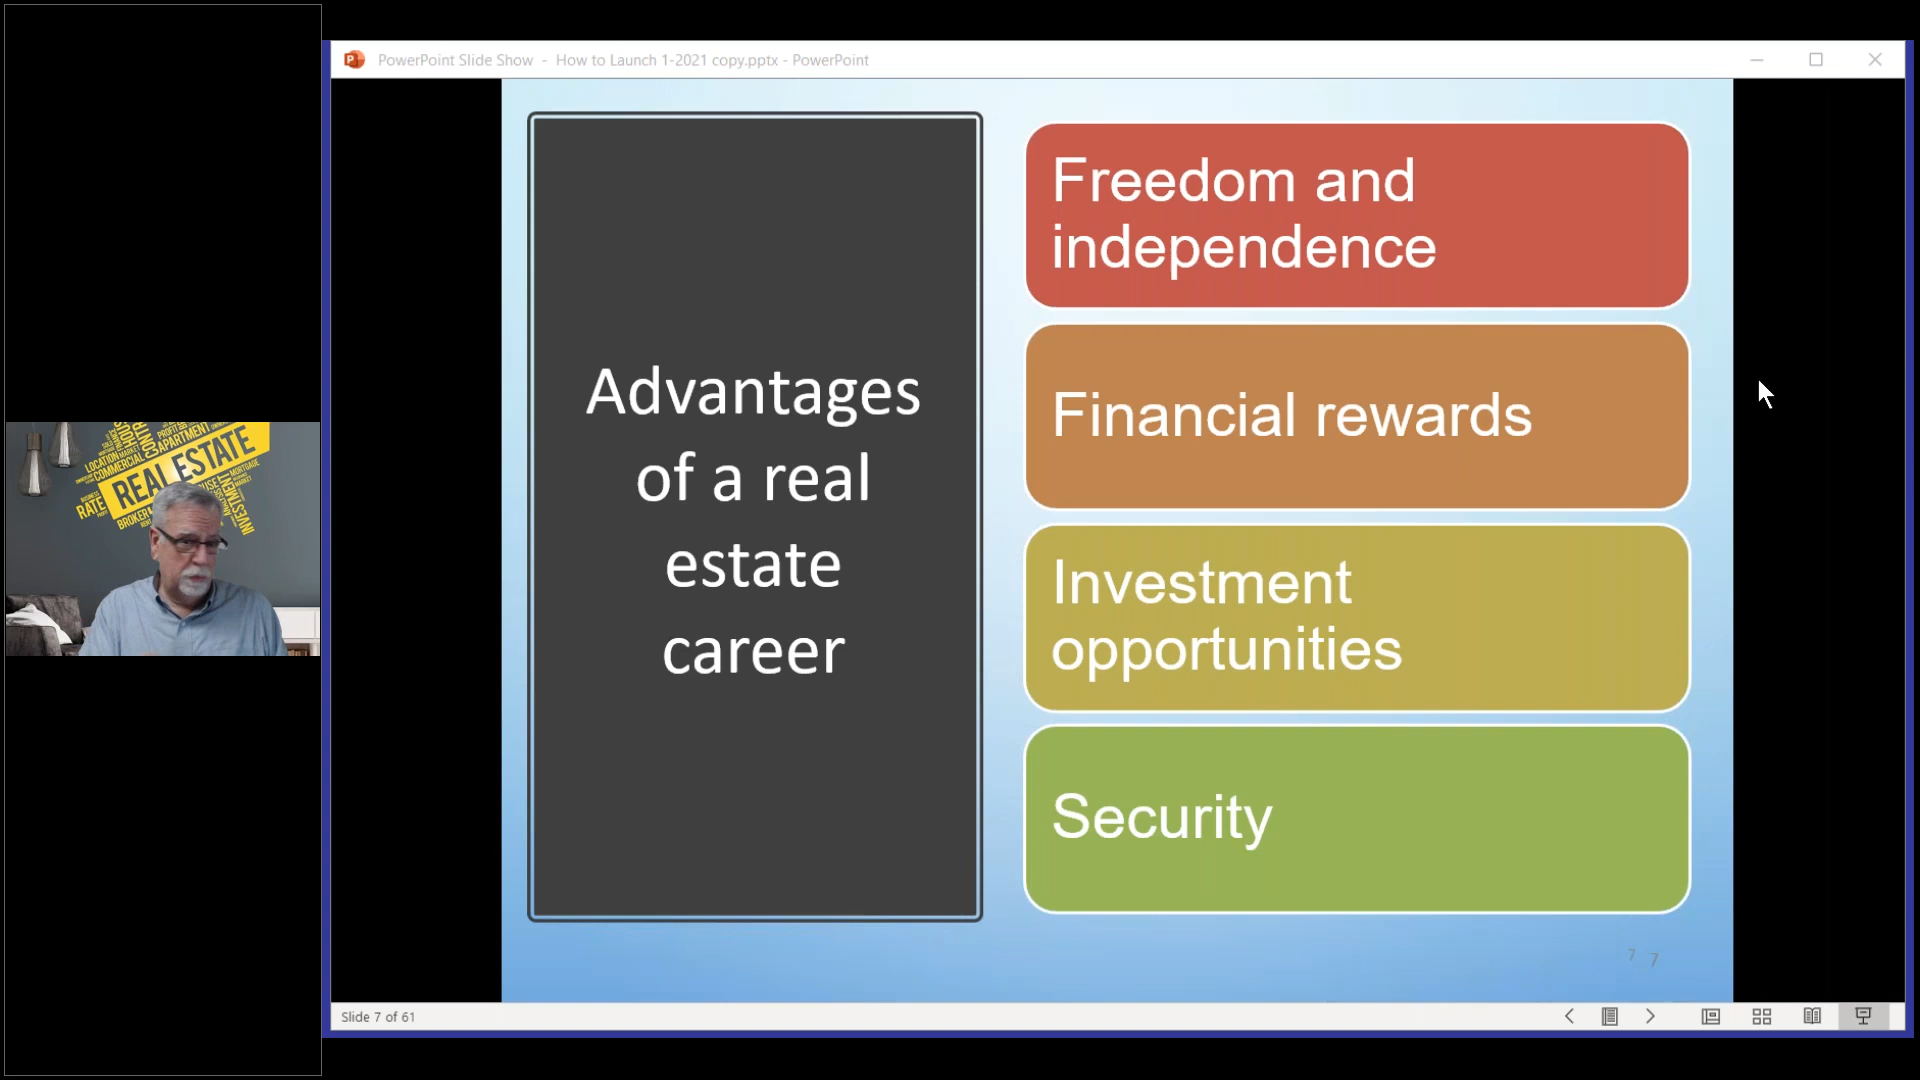 PowerPoint Slide Show - How to Launch 1-2021 copy.pptx - PowerPoint
Advantages
of a real
estate
career
Freedom and
independence
Financial rewards
Investment
opportunities
Security
7 7
Slide 7 of 61
APARTMENT
LOCATION
COMMERCIAL
REAL ESTATE
MORTGAGE
RATE
BROKER
INVESTMENT